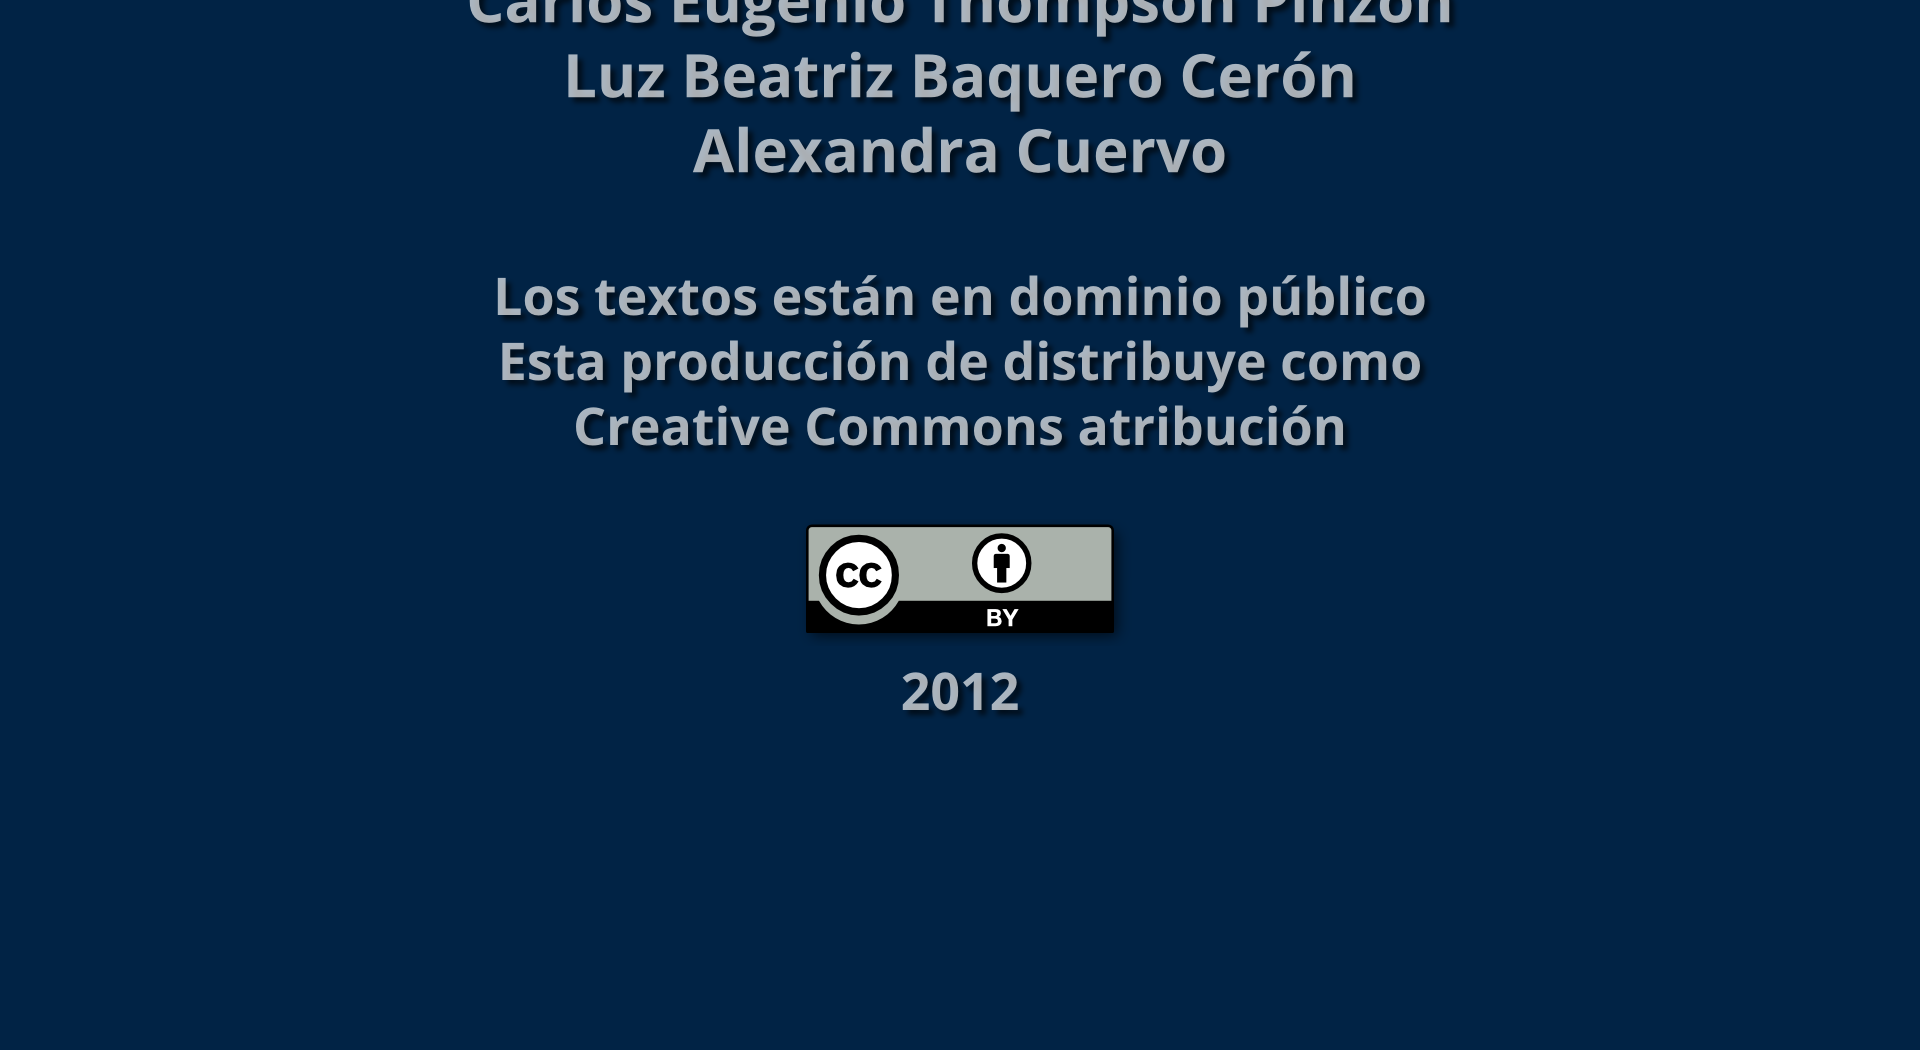 Carlos Eugenio Thompson Pinzón
Luz Beatriz Baquero Cerón
Alexandra Cuervo
Los textos están en dominio público
Esta producción de distribuye como
Creative Commons atribución
cc
BY
2012